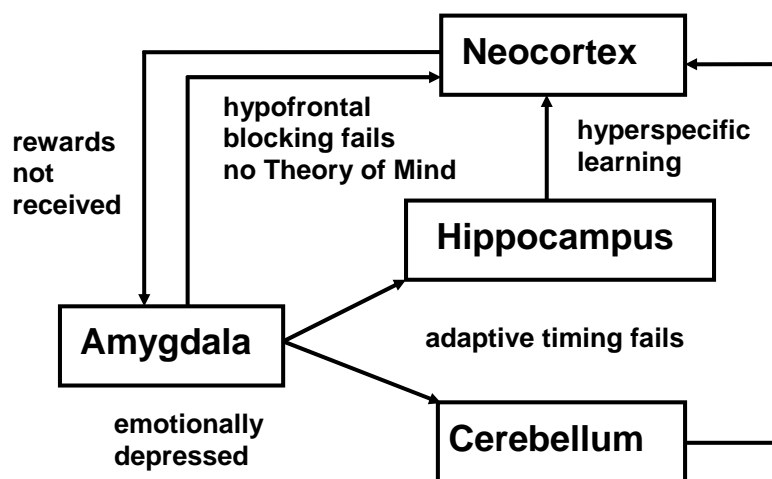 Neocortex
rewards
not
received
hypofrontal
blocking fails
no Theory of Mind
hyperspecific
learning
Hippocampus
Amygdala
adaptive timing fails
emotionally
depressed
Cerebellum